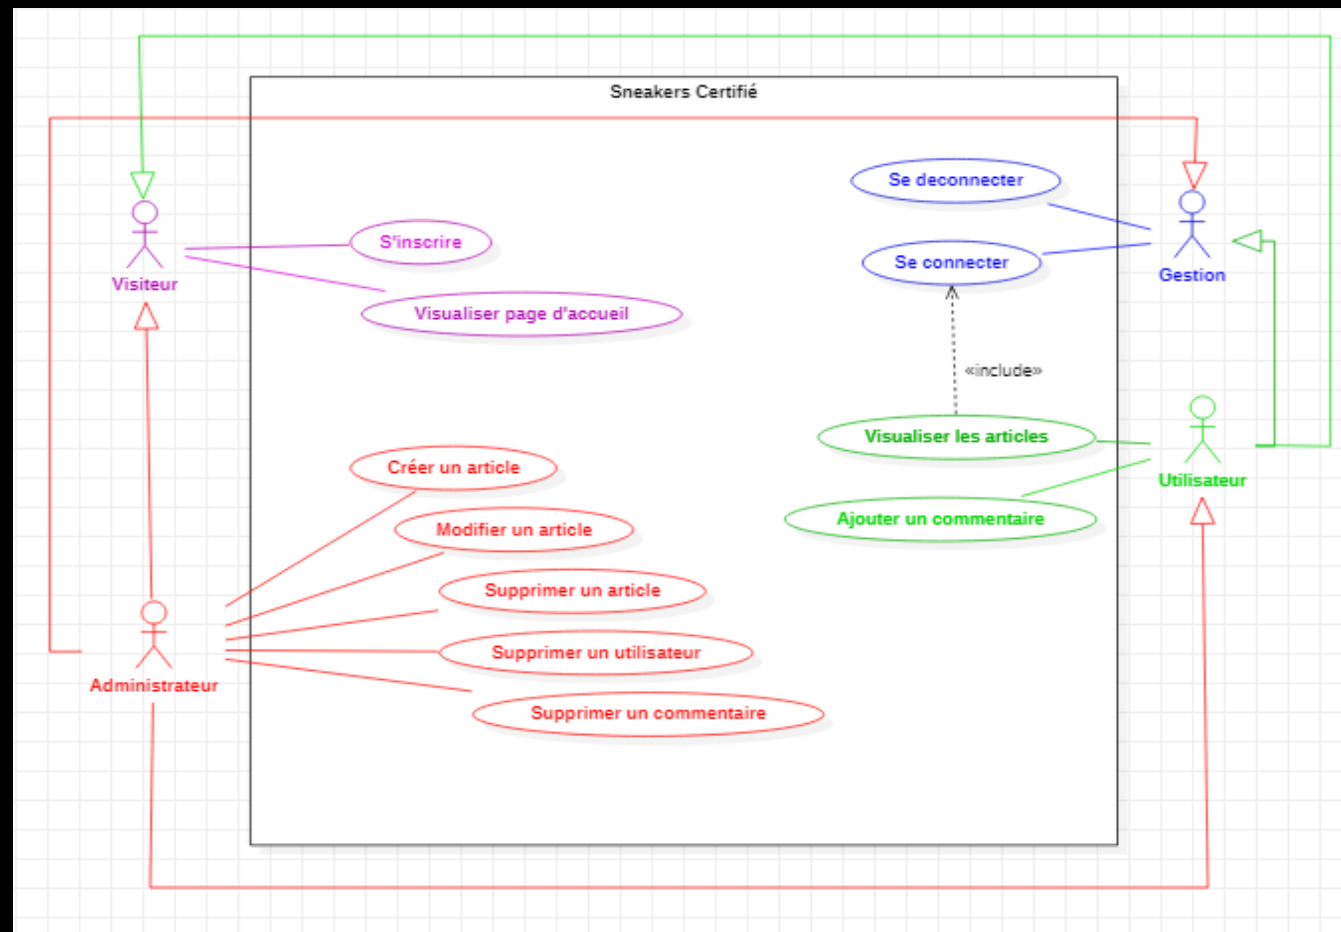 Sneakers Certifié
Se deconnecter
S'inscrire
Se connecter
Gestion
Visiteur
Visualiser page d'accueil
«include»
Visualiser les articles
Créer un article
Utilisateur
Ajouter un commentaire
Modifier un article
Supprimer un article
Supprimer un utilisateur
Administrateur
Supprimer un commentaire